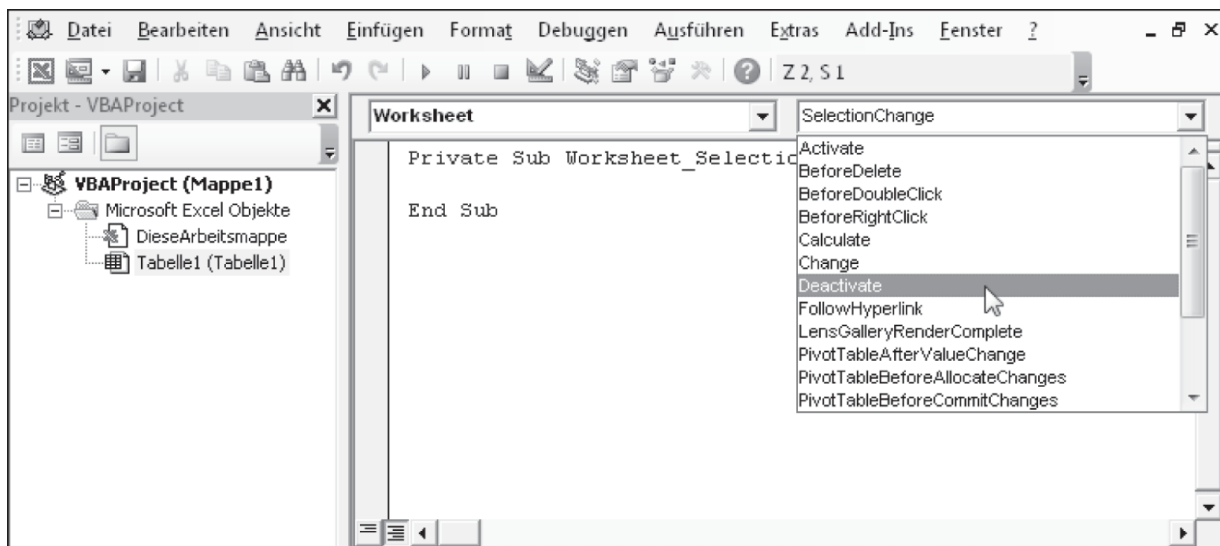 Datei Bearbeiten Ansicht Einfügen Format Debuggen Ausführen Extras Add-Ins Fenster ?
Z 2, S 1
Projekt - VBAProject
VBAProject (Mappe1)
Microsoft Excel Objekte
DieseArbeitsmappe
Tabelle1 (Tabelle1)
Worksheet
SelectionChange
Private Sub Worksheet_Selectio
End Sub
Activate
BeforeDelete
BeforeDoubleClick
BeforeRightClick
Calculate
Change
Deactivate
FollowHyperlink
LensGalleryRenderComplete
PivotTableAfterValueChange
PivotTableBeforeAllocateChanges
PivotTableBeforeCommitChanges